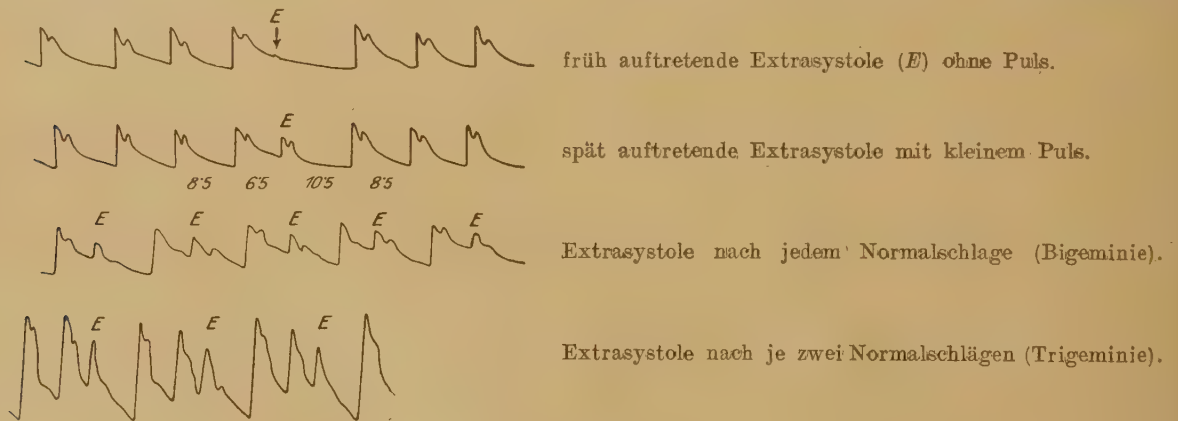 E
früh auftretende Extrasystole (E) ohne Puls.
E
spät auftretende Extrasystole mit kleinem Puls.
8·5 6·5 10·5 8·5
E E E E E
Extrasystole nach jedem Normalschlage (Bigeminie).
E E E
Extrasystole nach je zwei Normalschlägen (Trigeminie).